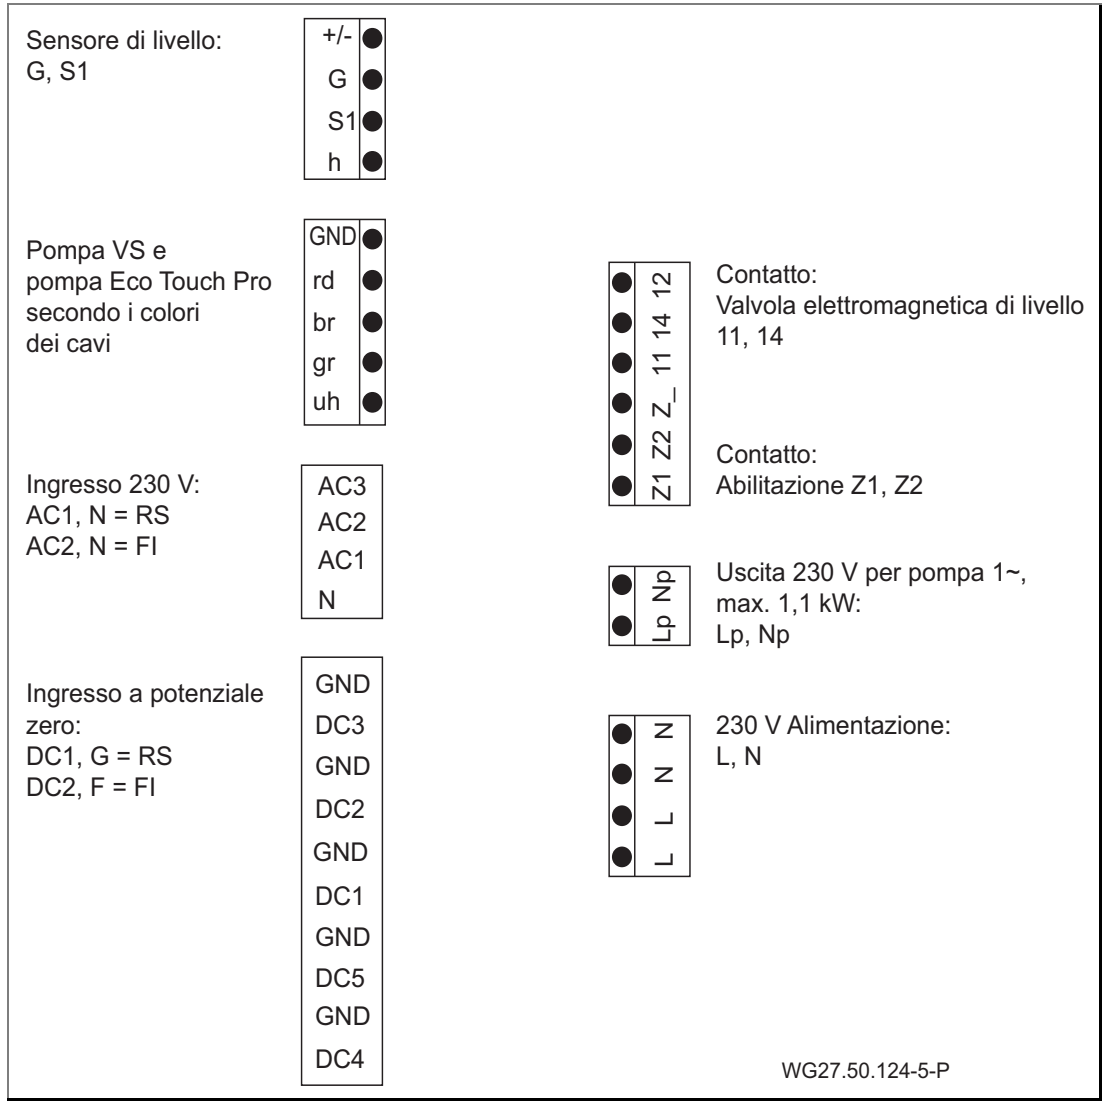 Sensore di livello:
G, S1
+/-
G
S1
h
Pompa VS e
pompa Eco Touch Pro
secondo i colori
dei cavi
GND
rd
br
gr
uh
Ingresso 230 V:
AC1, N = RS
AC2, N = FI
AC3
AC2
AC1
N
Ingresso a potenziale
zero:
DC1, G = RS
DC2, F = FI
GND
DC3
GND
DC2
GND
DC1
GND
DC5
GND
DC4
Z1 Z2 Z_ 11 14 12
Contatto:
Valvola elettromagnetica di livello
11, 14
Contatto:
Abilitazione Z1, Z2
Lp Np
Uscita 230 V per pompa 1~,
max. 1,1 kW:
Lp, Np
L L N N
230 V Alimentazione:
L, N
WG27.50.124-5-P